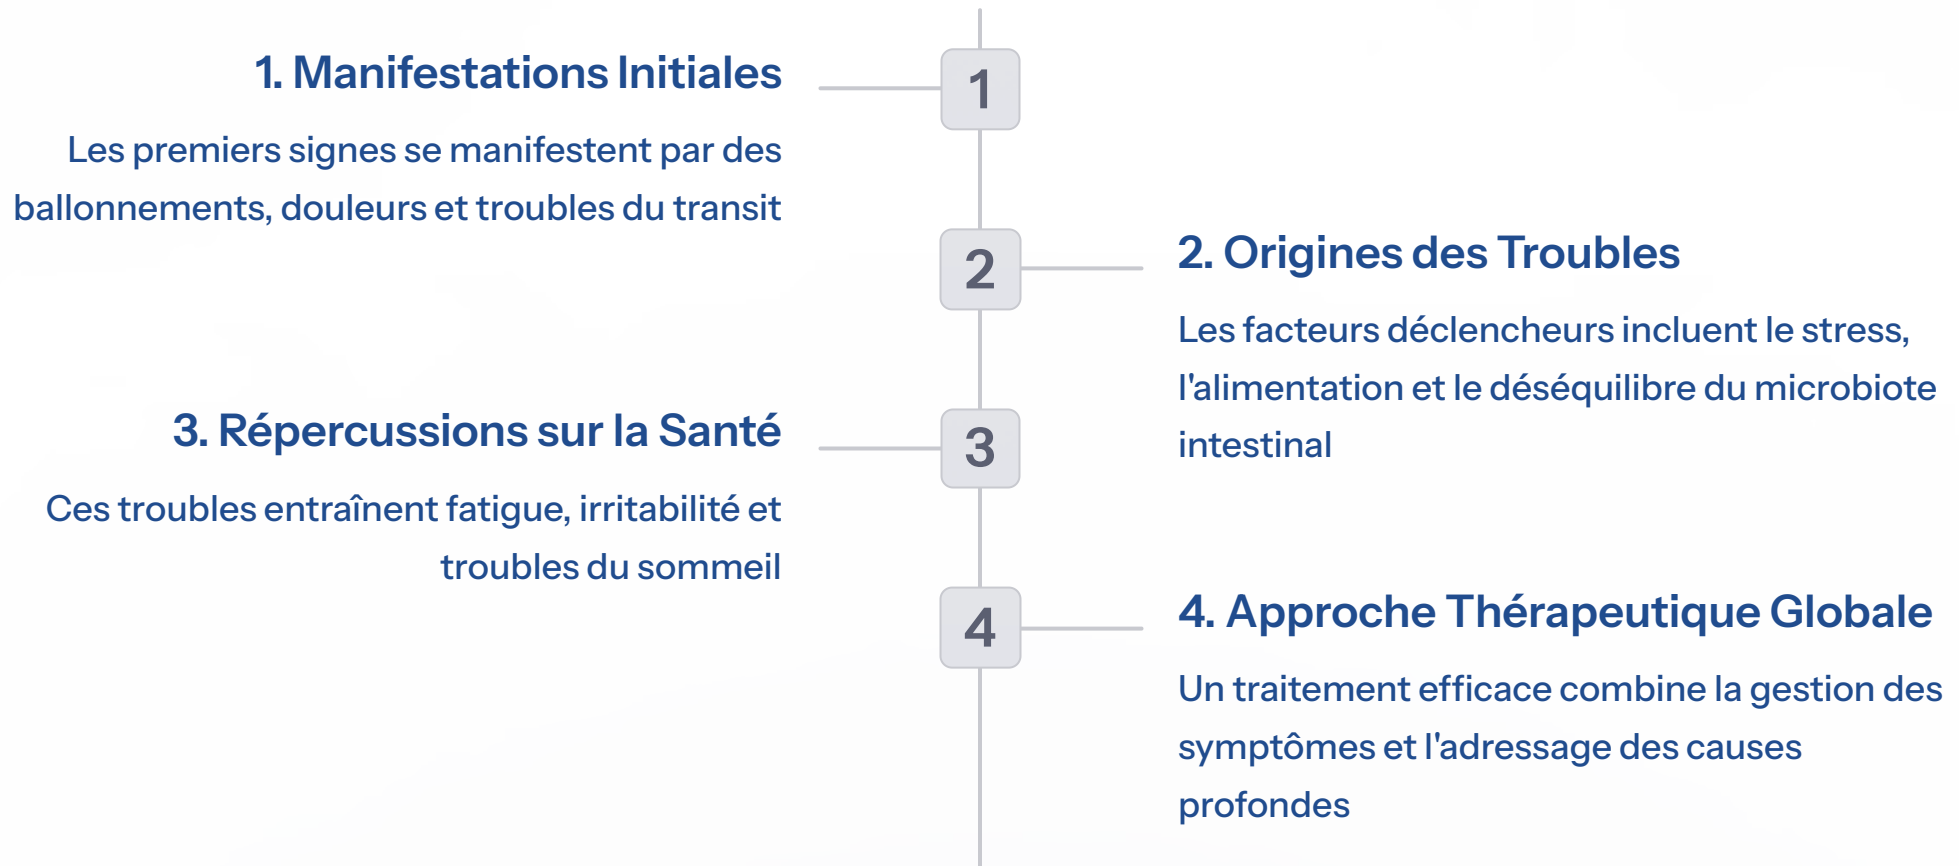 1. Manifestations Initiales
Les premiers signes se manifestent par des
ballonnements, douleurs et troubles du transit
1
2
2. Origines des Troubles
Les facteurs déclencheurs incluent le stress,
l'alimentation et le déséquilibre du microbiote
intestinal
3. Répercussions sur la Santé
Ces troubles entraînent fatigue, irritabilité et
troubles du sommeil
3
4
4. Approche Thérapeutique Globale
Un traitement efficace combine la gestion des
symptômes et l'adressage des causes
profondes